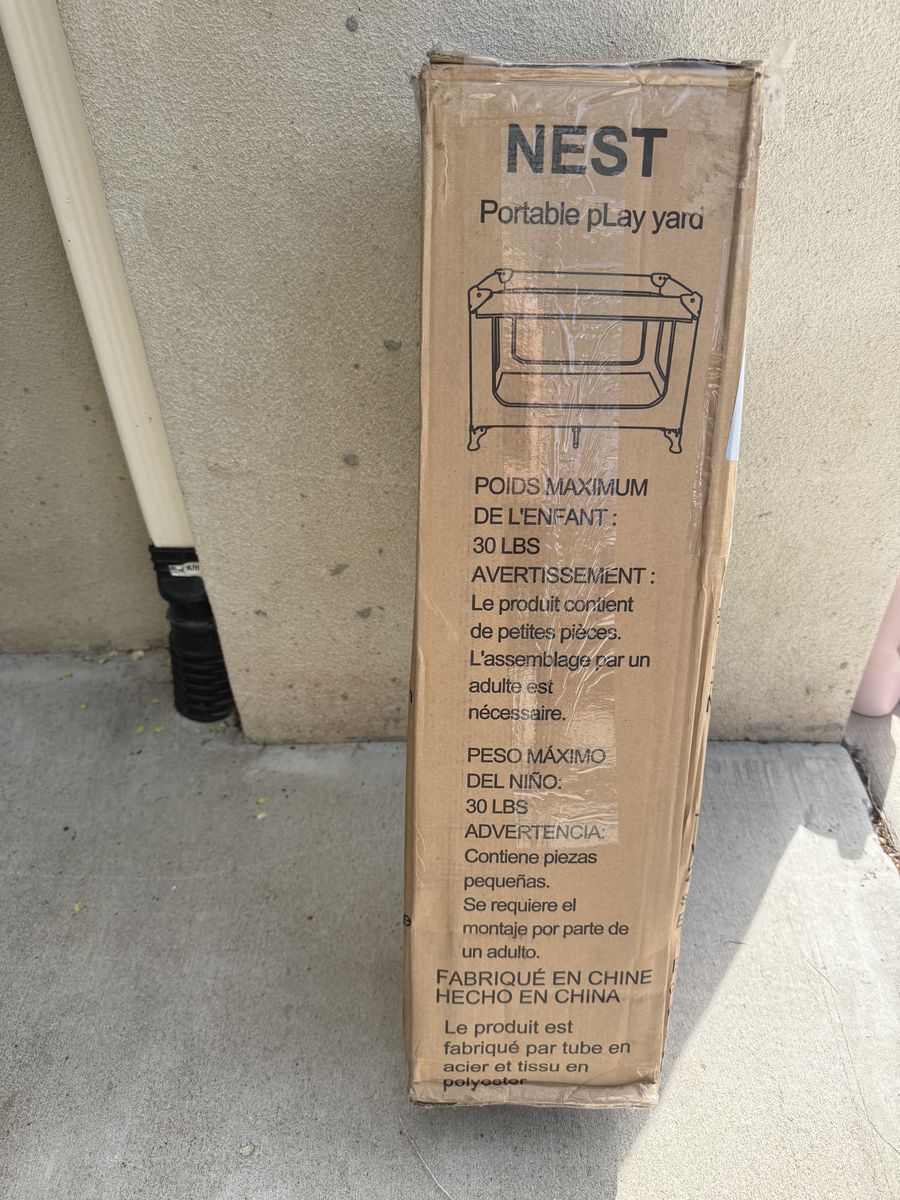 NEST
Portable pLay yard
POIDS MAXIMUM
DE L'ENFANT :
30 LBS
AVERTISSEMENT :
Le produit contient
de petites pièces.
L'assemblage par un
adulte est
nécessaire.
PESO MÁXIMO
DEL NIÑO:
30 LBS
ADVERTENCIA:
Contiene piezas
pequeñas.
Se requiere el
montaje por parte de
un adulto.
FABRIQUÉ EN CHINE
HECHO EN CHINA
Le produit est
fabriqué par tube en
acier et tissu en
polyester